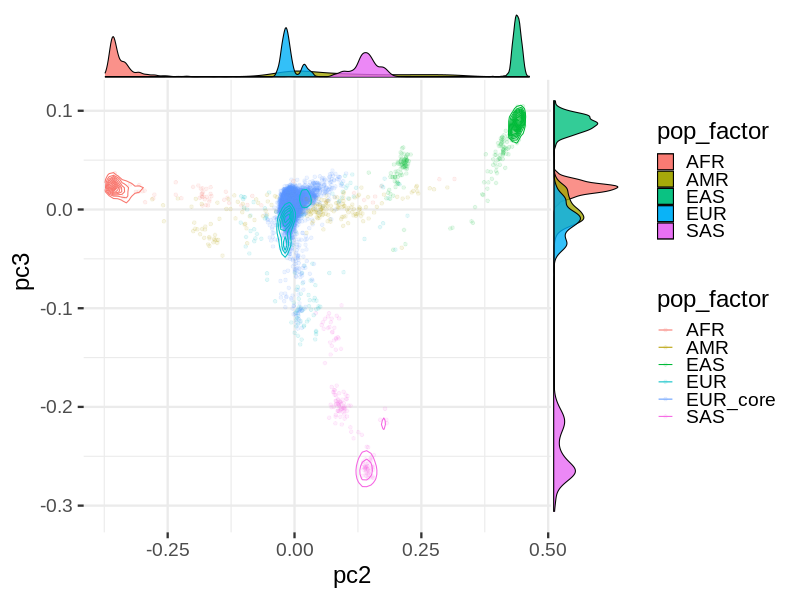 0.1
0.0
-0.1
-0.2
-0.3
pc3
-0.25
0.00
0.25
0.50
pc2
pop_factor
AFR
AMR
EAS
EUR
SAS
pop_factor
AFR
AMR
EAS
EUR
EUR_core
SAS